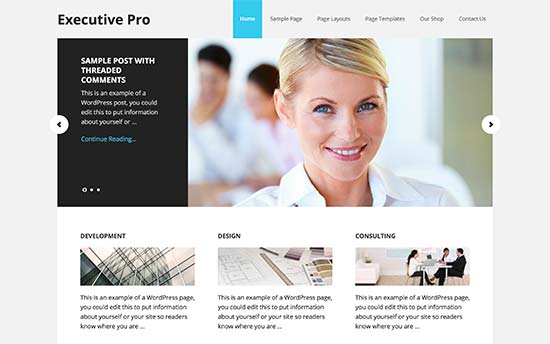 Executive Pro
Home Sample Page Page Layouts Page Templates Our Shop Contact Us
SAMPLE POST WITH
THREADED
COMMENTS
This is an example of a
WordPress post, you could
edit this to put information
about yourself or ...
Continue Reading...
DEVELOPMENT
This is an example of a WordPress page,
you could edit this to put information
about yourself or your site so readers
know where you are ...
DESIGN
This is an example of a WordPress page,
you could edit this to put information
about yourself or your site so readers
know where you are ...
CONSULTING
This is an example of a WordPress page,
you could edit this to put information
about yourself or your site so readers
know where you are ...